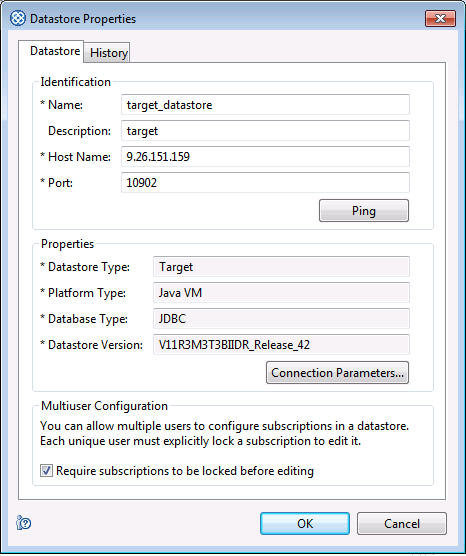 Datastore Properties
Datastore History
Identification
* Name: target_datastore
Description: target
* Host Name: 9.26.151.159
* Port: 10902
Ping
Properties
* Datastore Type: Target
* Platform Type: Java VM
* Database Type: JDBC
* Datastore Version: V11R3M3T3BIIDR_Release_42
Connection Parameters...
Multiuser Configuration
You can allow multiple users to configure subscriptions in a datastore.
Each unique user must explicitly lock a subscription to edit it.
Require subscriptions to be locked before editing
OK Cancel